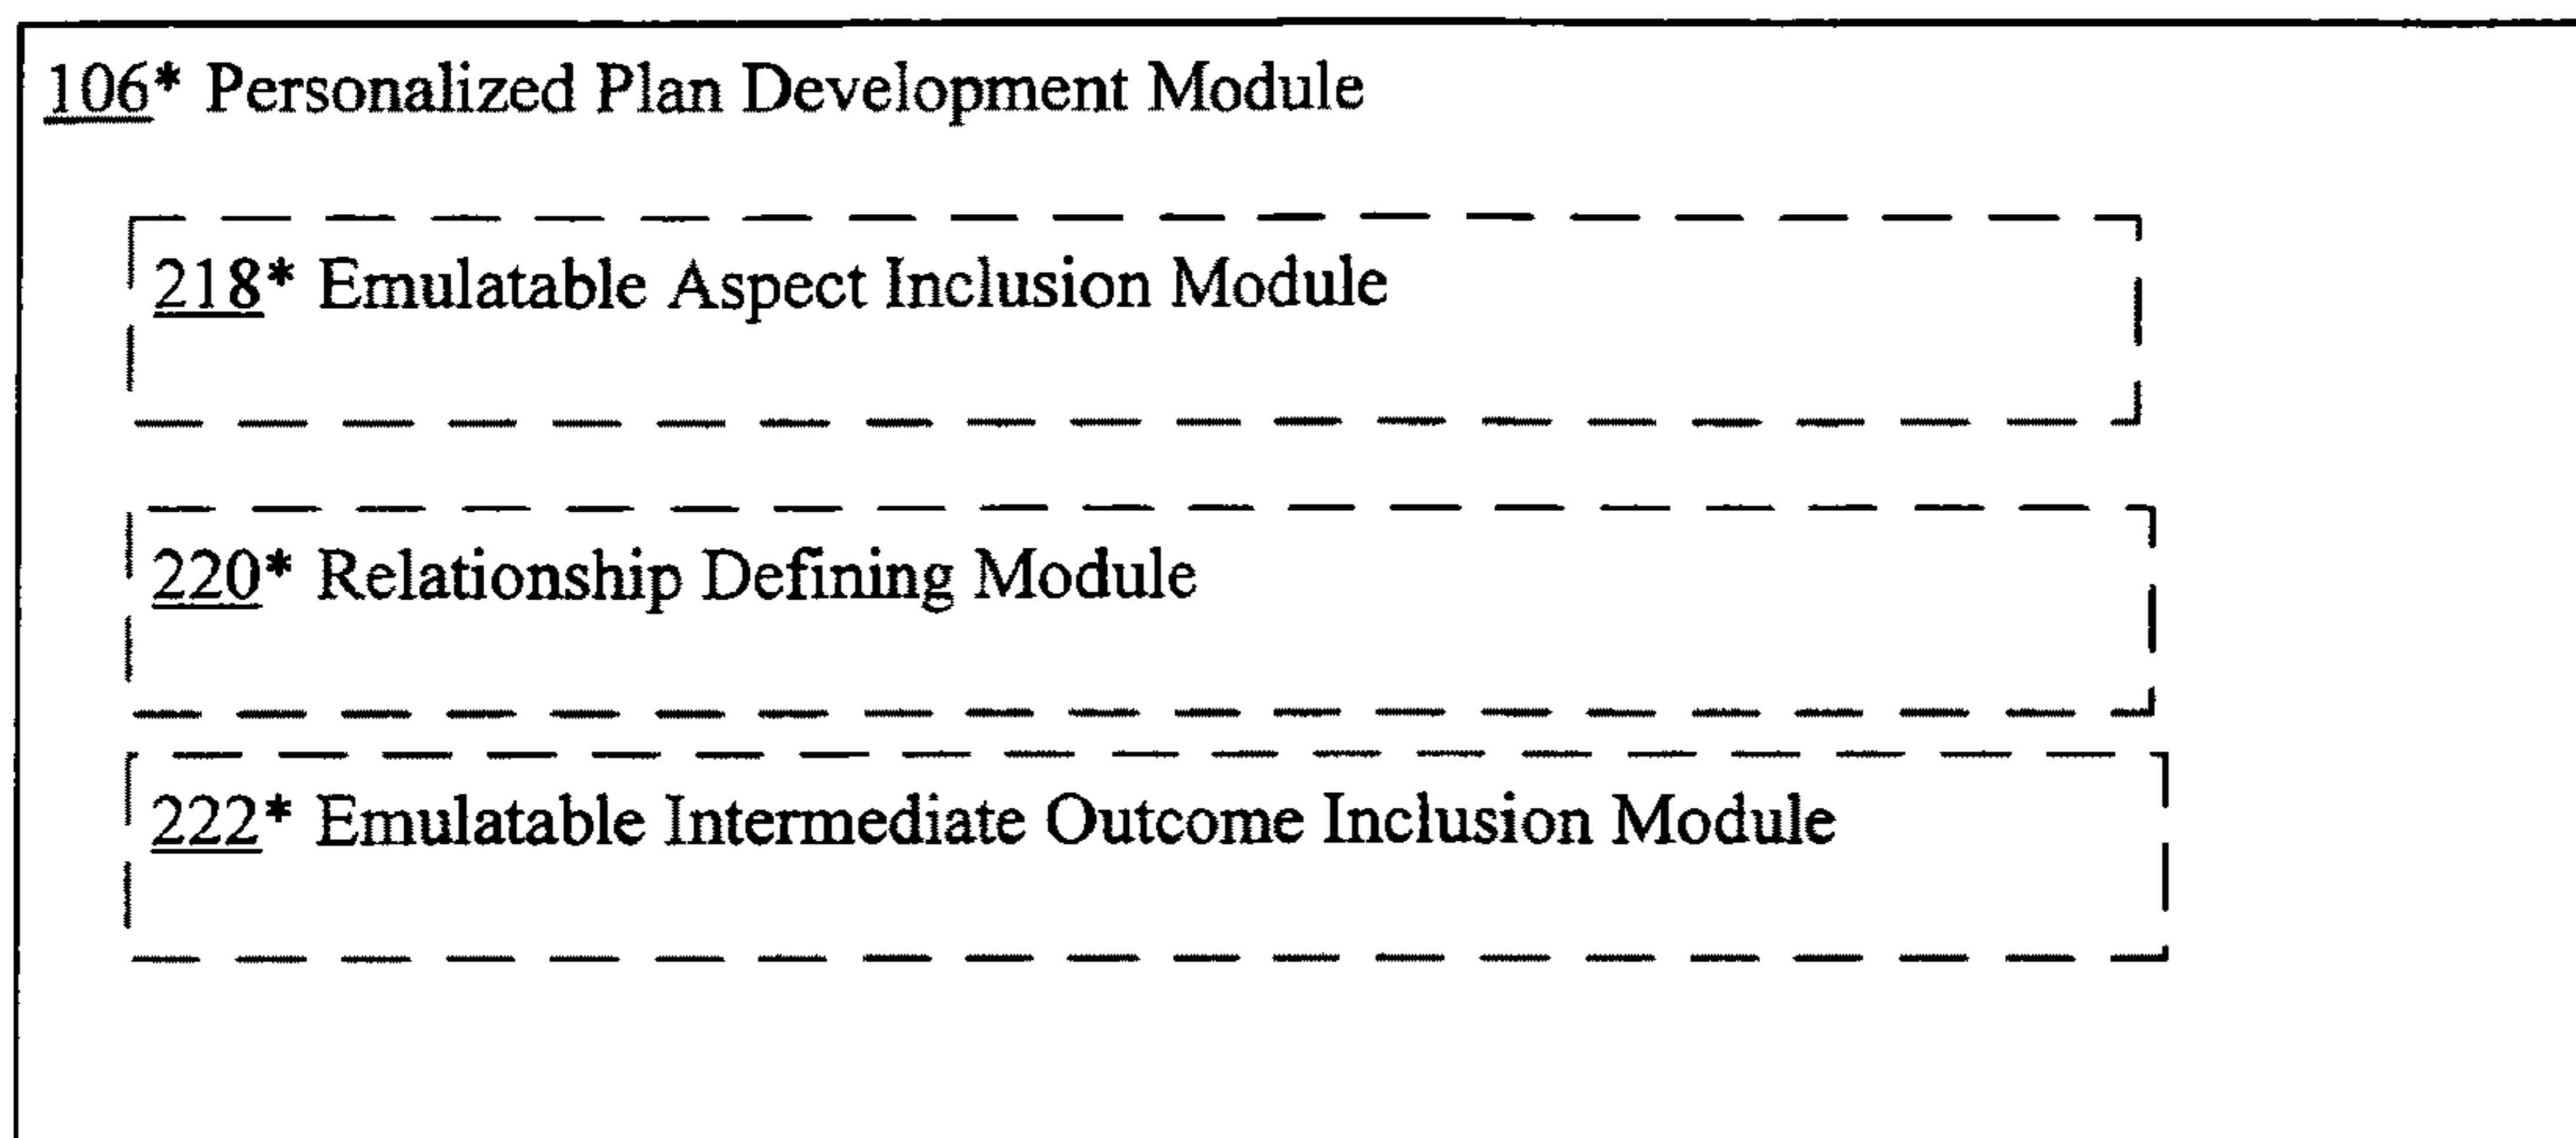 106* Personalized Plan Development Module
218* Emulatable Aspect Inclusion Module
220* Relationship Defining Module
222* Emulatable Intermediate Outcome Inclusion Module